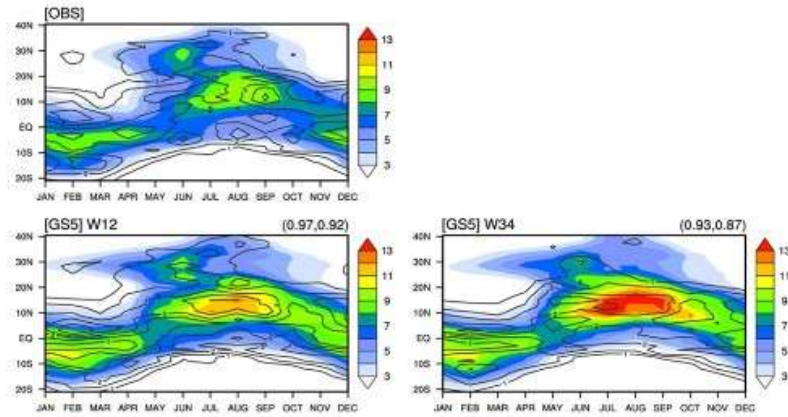 [OBS]
40N
30N
20N
10N
EQ
10S
20S
JAN FEB MAR APR MAY JUN JUL AUG SEP OCT NOV DEC
13
11
9
7
5
3
[GS5] W12 (0.97,0.92)
40N
30N
20N
10N
EQ
10S
20S
JAN FEB MAR APR MAY JUN JUL AUG SEP OCT NOV DEC
13
11
9
7
5
3
[GS5] W34 (0.93,0.87)
40N
30N
20N
10N
EQ
10S
20S
JAN FEB MAR APR MAY JUN JUL AUG SEP OCT NOV DEC
13
11
9
7
5
3